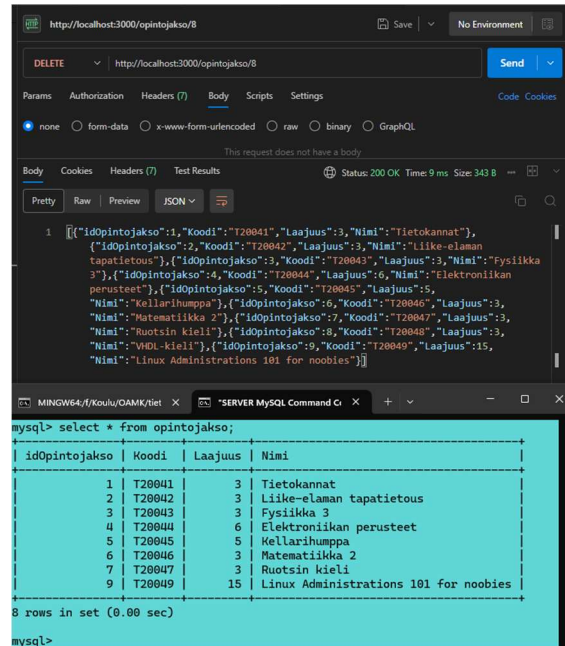 HTTP http://localhost:3000/opintojakso/8 Save No Environment
DELETE http://localhost:3000/opintojakso/8 Send
Params Authorization Headers (7) Body Scripts Settings Code Cookies
none form-data x-www-form-urlencoded raw binary GraphQL
This request does not have a body
Body Cookies Headers (7) Test Results Status: 200 OK Time: 9 ms Size: 343 B
Pretty Raw Preview JSON
1 [{"idOpintojakso":1,"Koodi":"T20041","Laajuus":3,"Nimi":"Tietokannat"},
{"idOpintojakso":2,"Koodi":"T20042","Laajuus":3,"Nimi":"Liike-elaman
tapatietous"},{"idOpintojakso":3,"Koodi":"T20043","Laajuus":3,"Nimi":"Fysiikka
3"},{"idOpintojakso":4,"Koodi":"T20044","Laajuus":6,"Nimi":"Elektroniikan
perusteet"},{"idOpintojakso":5,"Koodi":"T20045","Laajuus":5,
"Nimi":"Kellarihumppa"},{"idOpintojakso":6,"Koodi":"T20046","Laajuus":3,
"Nimi":"Matematiikka 2"},{"idOpintojakso":7,"Koodi":"T20047","Laajuus":3,
"Nimi":"Ruotsin kieli"},{"idOpintojakso":8,"Koodi":"T20048","Laajuus":3,
"Nimi":"VHDL-kieli"},{"idOpintojakso":9,"Koodi":"T20049","Laajuus":15,
"Nimi":"Linux Administrations 101 for noobies"}]
MINGW64:/f/Koulu/OAMK/tiet "SERVER MySQL Command
mysql> select * from opintojakso;
| idOpintojakso | Koodi | Laajuus | Nimi |
| 1 | T20041 | 3 | Tietokannat |
| 2 | T20042 | 3 | Liike-elaman tapatietous |
| 3 | T20043 | 3 | Fysiikka 3 |
| 4 | T20044 | 6 | Elektroniikan perusteet |
| 5 | T20045 | 5 | Kellarihumppa |
| 6 | T20046 | 3 | Matematiikka 2 |
| 7 | T20047 | 3 | Ruotsin kieli |
| 9 | T20049 | 15 | Linux Administrations 101 for noobies |
8 rows in set (0.00 sec)
mysql>